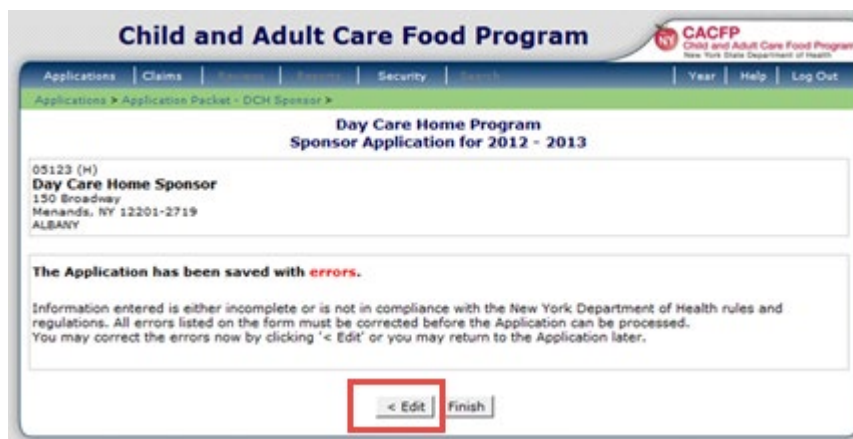 Child and Adult Care Food Program
CACFP
Child and Adult Care Food Program
New York State Department of Health
Applications Claims Reviews Reports Security Search Year Help Log Out
Applications > Application Packet - DCH Sponsor >
Day Care Home Program
Sponsor Application for 2012 - 2013
05123 (H)
Day Care Home Sponsor
150 Broadway
Menands, NY 12201-2719
ALBANY
The Application has been saved with errors.
Information entered is either incomplete or is not in compliance with the New York Department of Health rules and
regulations. All errors listed on the form must be corrected before the Application can be processed.
You may correct the errors now by clicking '< Edit' or you may return to the Application later.
< Edit Finish